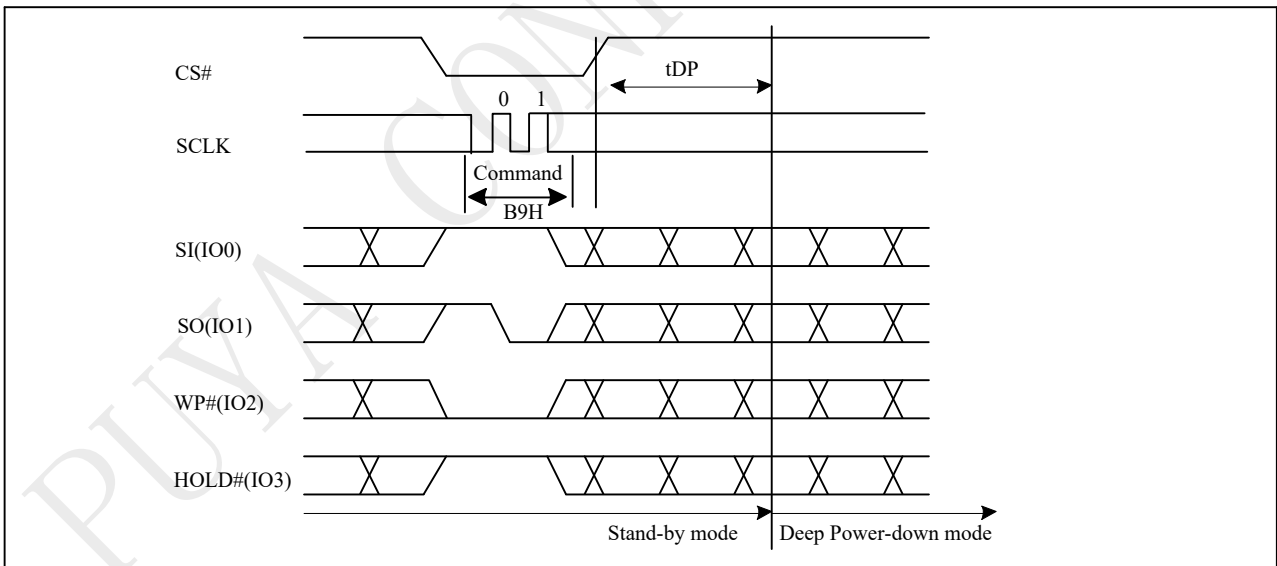 CS#
tDP
0 1
SCLK
Command
B9H
SI(IO0)
SO(IO1)
WP#(IO2)
HOLD#(IO3)
Stand-by mode
Deep Power-down mode
PUYA